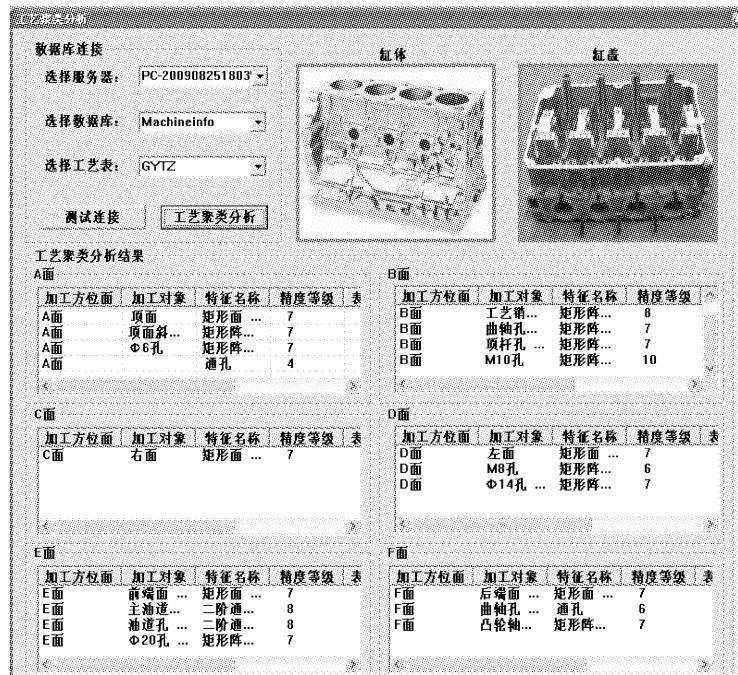 工艺聚类分析
数据库连接
选择服务器： PC-200908251803'
选择数据库： Machineinfo
选择工艺表： GYTZ
测试连接 工艺聚类分析
缸体 缸盖
工艺聚类分析结果
A面
加工方位面 加工对象 特征名称 精度等级 表
A面 顶面 矩形面 ... 7
A面 顶面斜... 矩形阵... 7
A面 Φ6孔 矩形阵... 7
A面 通孔 4
B面
加工方位面 加工对象 特征名称 精度等级
B面 工艺销... 矩形阵... 8
B面 曲轴孔... 矩形阵... 7
B面 顶杆孔 ... 矩形阵... 7
B面 M10孔 矩形阵... 10
C面
加工方位面 加工对象 特征名称 精度等级 表
C面 右面 矩形面 ... 7
D面
加工方位面 加工对象 特征名称 精度等级 表
D面 左面 矩形面 ... 7
D面 M8孔 矩形阵... 6
D面 Φ14孔 ... 矩形阵... 7
E面
加工方位面 加工对象 特征名称 精度等级 表
E面 前端面 ... 矩形面 ... 7
E面 主油道... 二阶通... 8
E面 油道孔 ... 二阶通... 8
E面 Φ20孔 ... 矩形阵... 7
F面
加工方位面 加工对象 特征名称 精度等级 表
F面 后端面 ... 矩形面 ... 7
F面 曲轴孔 ... 通孔 6
F面 凸轮轴... 矩形阵... 7